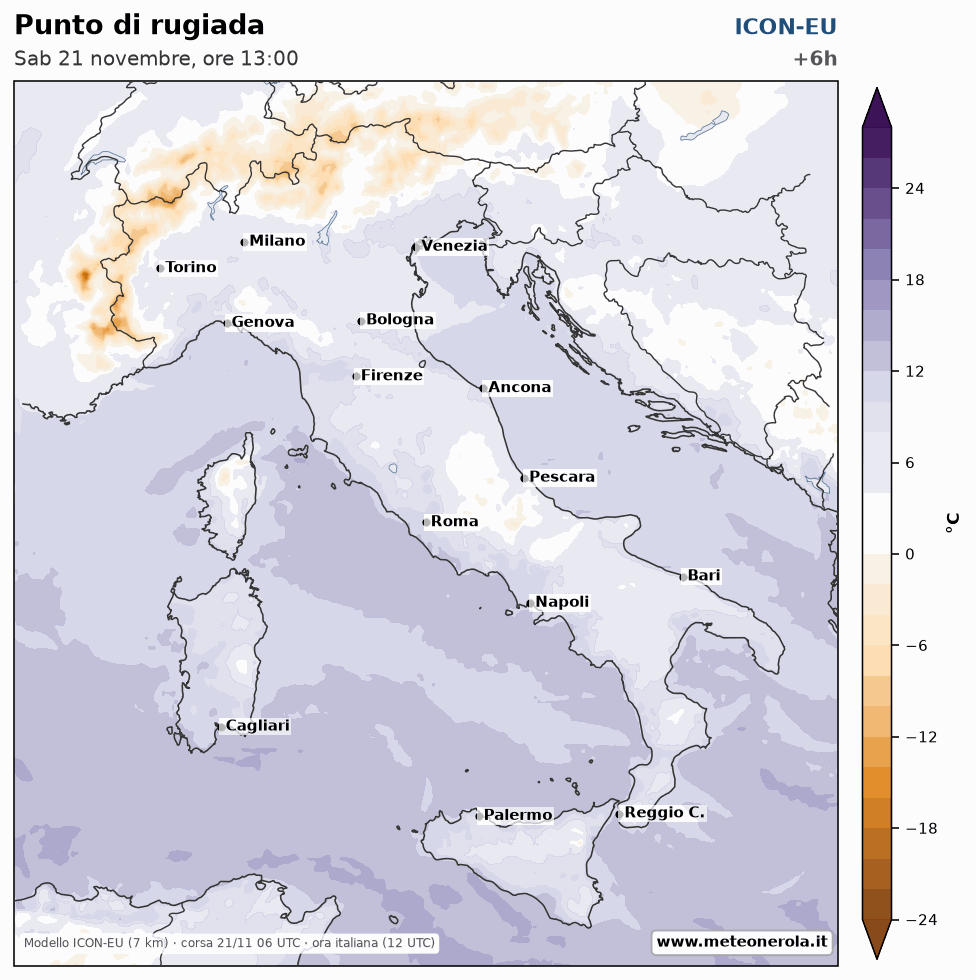 Punto di rugiada
ICON-EU
Sab 21 novembre, ore 13:00
+6h
Milano
Venezia
Torino
Genova
Bologna
Firenze
Ancona
Pescara
Roma
Bari
Napoli
Cagliari
Palermo
Reggio C.
24
18
12
6
0
−6
−12
−18
−24
°C
Modello ICON-EU (7 km) · corsa 21/11 06 UTC · ora italiana (12 UTC)
www.meteonerola.it